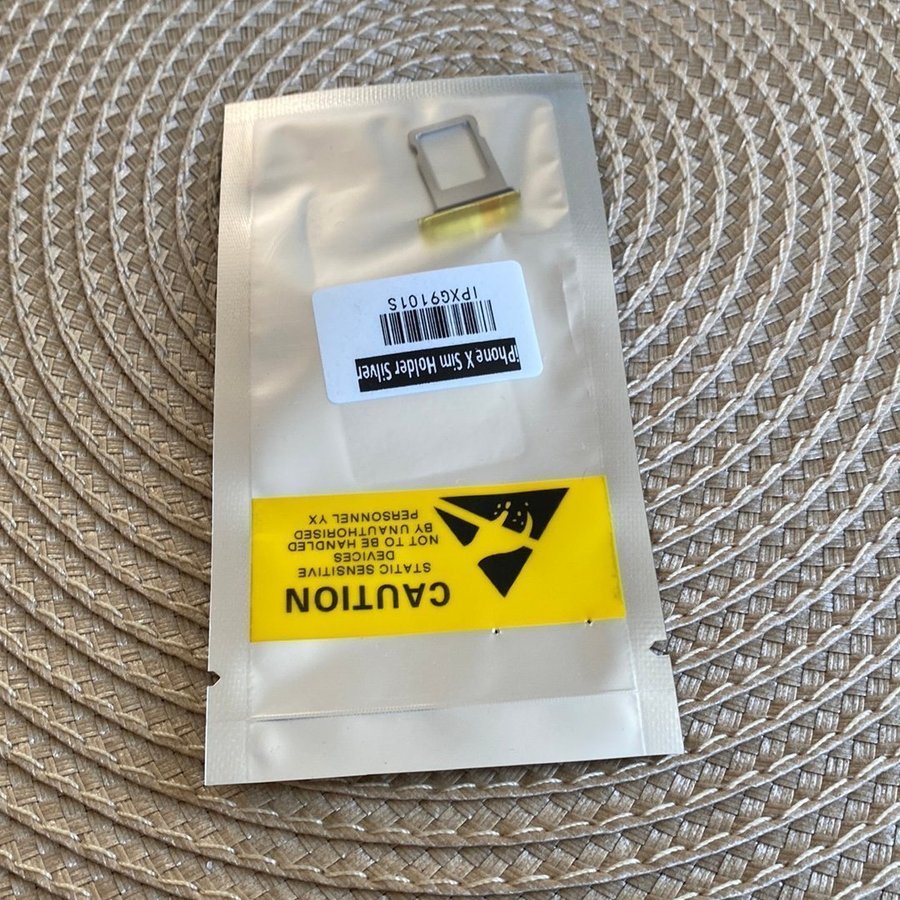 CAUTION
STATIC SENSITIVE
DEVICES
NOT TO BE HANDLED
BY UNAUTHORISED
PERSONNEL YX
iPhone X Sim Holder Silver
IPXG9101S